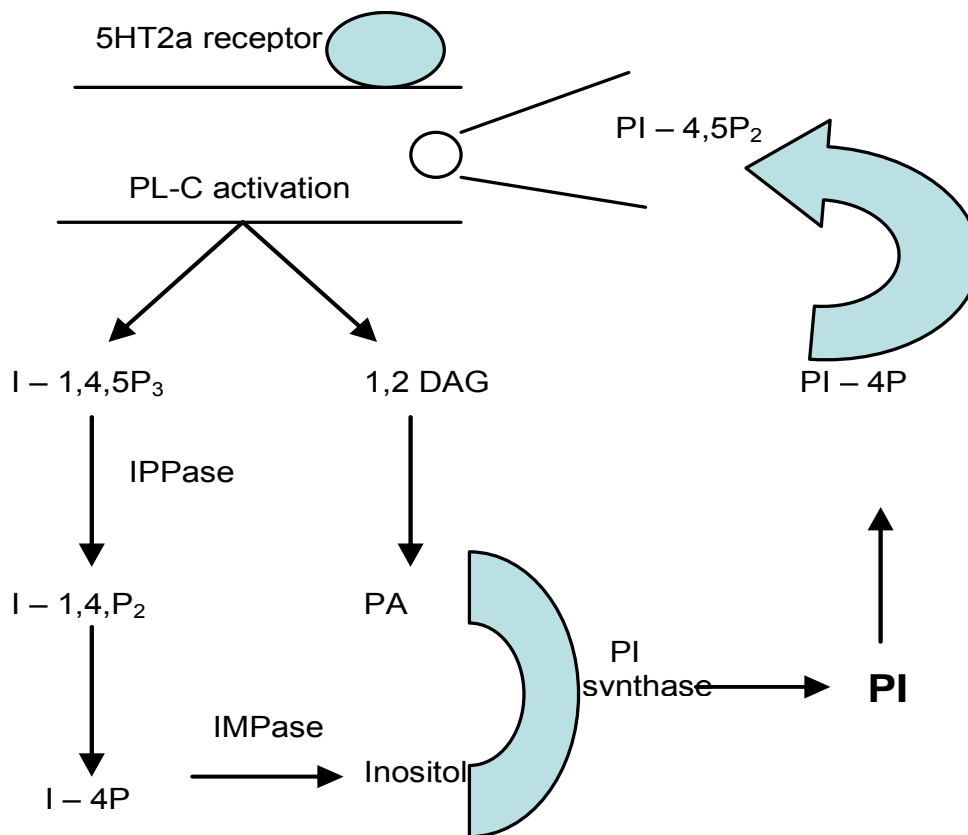 5HT2a receptor
PI – 4,5P₂
PL-C activation
I – 1,4,5P₃
1,2 DAG
PI – 4P
IPPase
I – 1,4,P₂
PA
PI
svnthase
PI
IMPase
Inositol
I – 4P